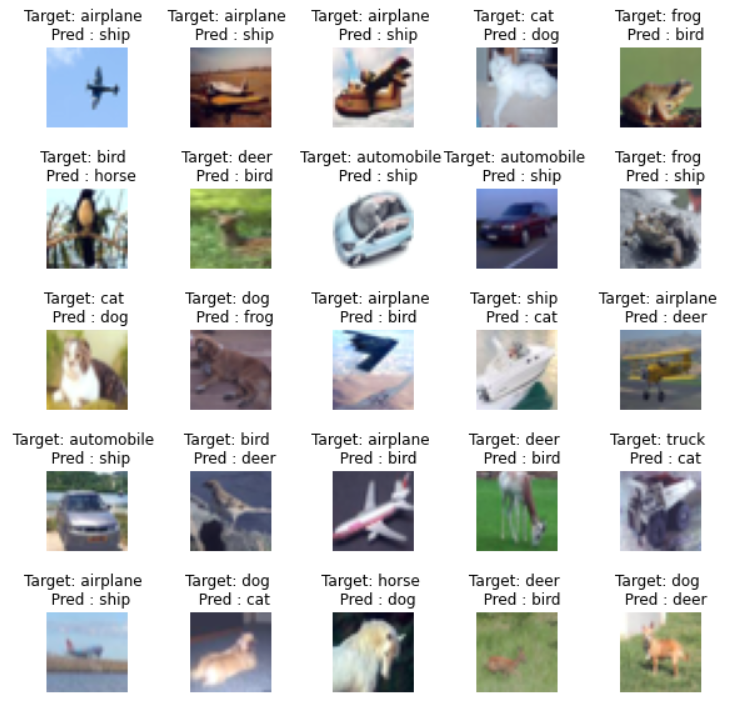 Target: airplane
Pred : ship
Target: airplane
Pred : ship
Target: airplane
Pred : ship
Target: cat
Pred : dog
Target: frog
Pred : bird
Target: bird
Pred : horse
Target: deer
Pred : bird
Target: automobile
Pred : ship
Target: automobile
Pred : ship
Target: frog
Pred : ship
Target: cat
Pred : dog
Target: dog
Pred : frog
Target: airplane
Pred : bird
Target: ship
Pred : cat
Target: airplane
Pred : deer
Target: automobile
Pred : ship
Target: bird
Pred : deer
Target: airplane
Pred : bird
Target: deer
Pred : bird
Target: truck
Pred : cat
Target: airplane
Pred : ship
Target: dog
Pred : cat
Target: horse
Pred : dog
Target: deer
Pred : bird
Target: dog
Pred : deer